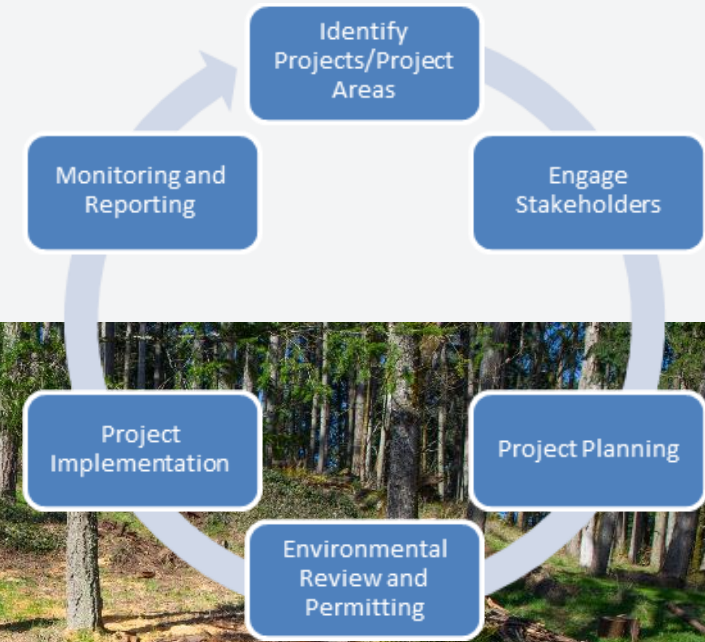 Identify
Projects/Project
Areas
Engage
Stakeholders
Project Planning
Environmental
Review and
Permitting
Project
Implementation
Monitoring and
Reporting